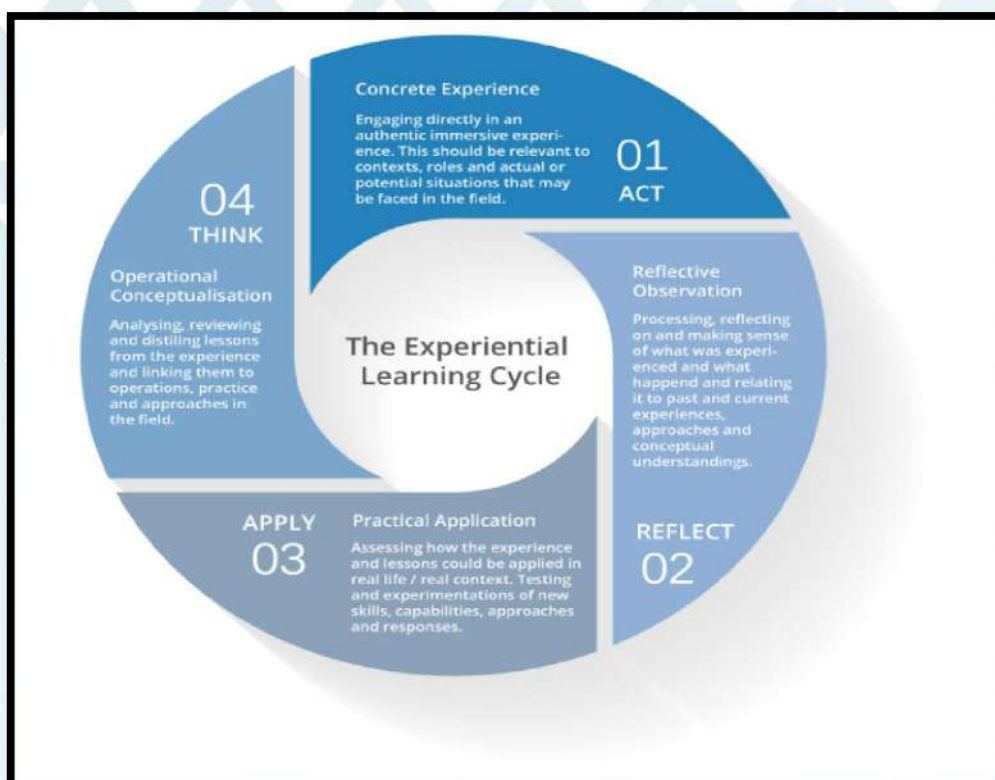 Concrete Experience
Engaging directly in an
authentic immersive experi-
ence. This should be relevant to
contexts, roles and actual or
potential situations that may
be faced in the field.
01
ACT
Reflective
Observation
Processing, reflecting
on and making sense
of what was experi-
enced and what
happend and relating
it to past and current
experiences,
approaches and
conceptual
understandings.
REFLECT
02
APPLY
03
Practical Application
Assessing how the experience
and lessons could be applied in
real life / real context. Testing
and experimentations of new
skills, capabilities, approaches
and responses.
04
THINK
Operational
Conceptualisation
Analysing, reviewing
and distiling lessons
from the experience
and linking them to
operations, practice
and approaches in
the field.
The Experiential
Learning Cycle